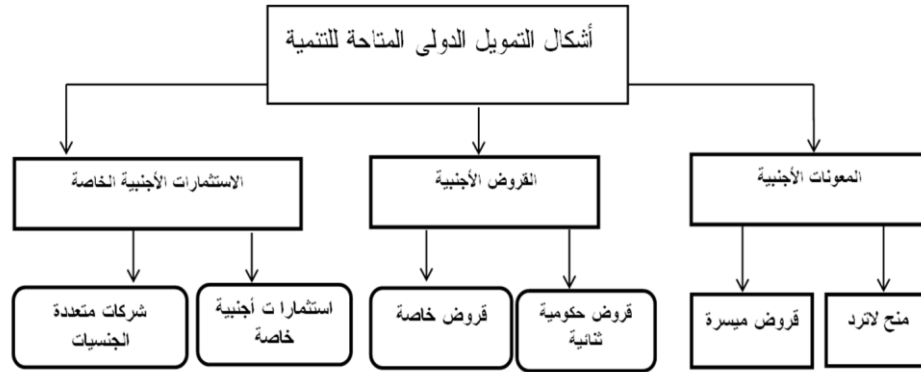 أشكال التمويل الدولى المتاحة للتنمية
المعونات الأجنبية
القروض الأجنبية
الاستثمارات الأجنبية الخاصة
منح لاترد
قروض ميسرة
قروض حكومية
ثنائية
قروض خاصة
استثمارا ت أجنبية
خاصة
شركات متعددة
الجنسيات